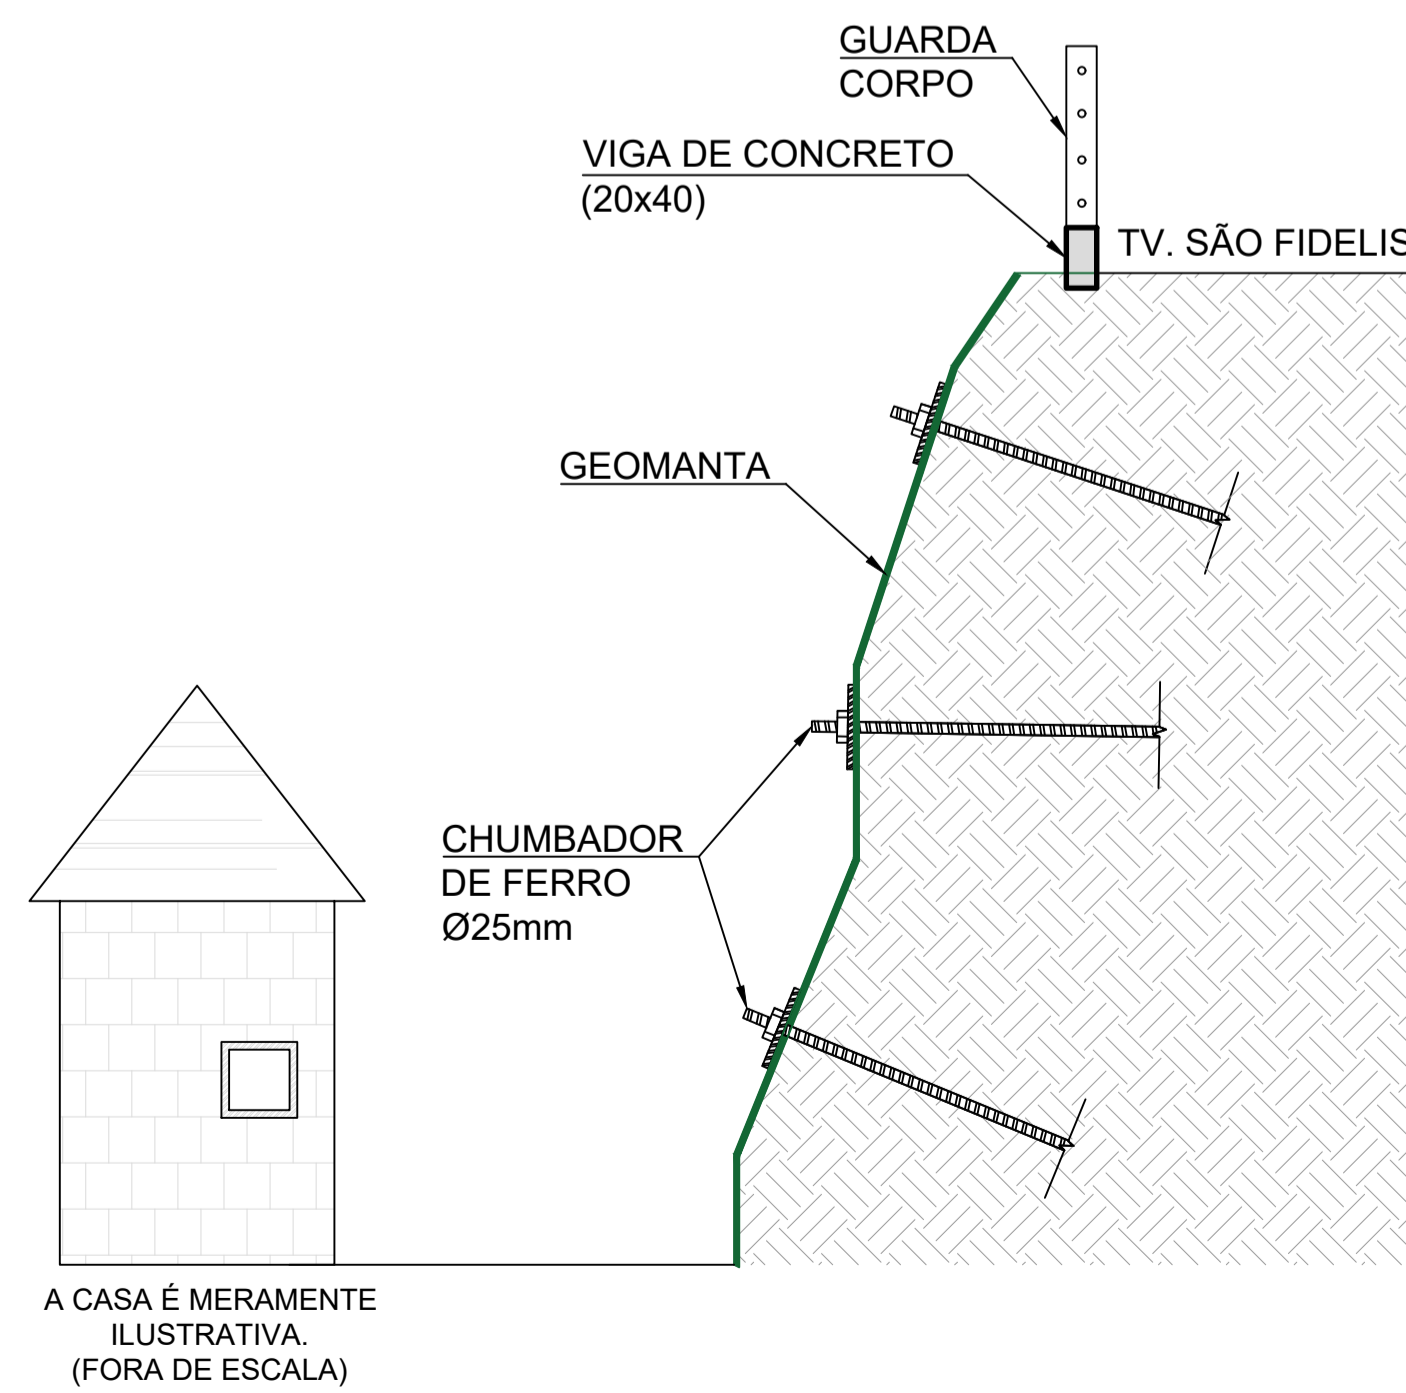 GUARDA
CORPO
VIGA DE CONCRETO
(20x40)
TV. SÃO FIDELIS
GEOMANTA
CHUMBADOR
DE FERRO
Ø25mm
A CASA É MERAMENTE
ILUSTRATIVA.
(FORA DE ESCALA)